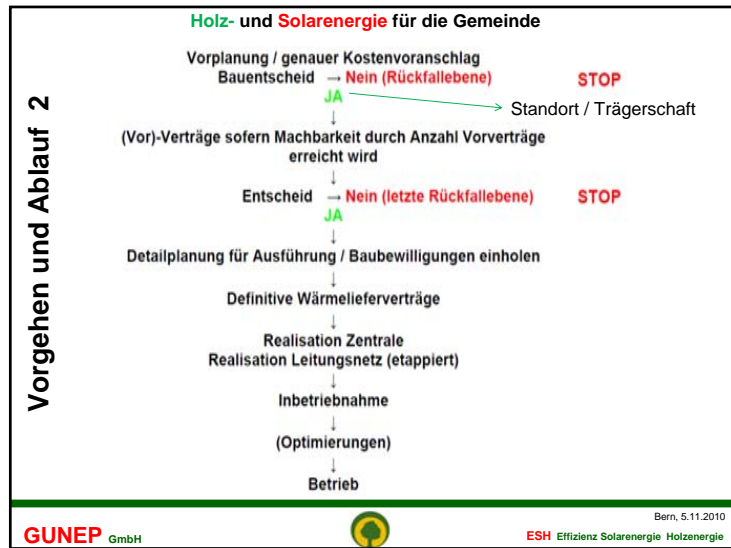 Holz- und Solarenergie für die Gemeinde
Vorgehen und Ablauf 2
Vorplanung / genauer Kostenvoranschlag
Bauentscheid → Nein (Rückfallebene) STOP
JA
Standort / Trägerschaft
↓
(Vor)-Verträge sofern Machbarkeit durch Anzahl Vorverträge
erreicht wird
↓
Entscheid → Nein (letzte Rückfallebene) STOP
JA
↓
Detailplanung für Ausführung / Baubewilligungen einholen
↓
Definitive Wärmelieferverträge
↓
Realisation Zentrale
Realisation Leitungsnetz (etappiert)
↓
Inbetriebnahme
↓
(Optimierungen)
↓
Betrieb
Bern, 5.11.2010
GUNEP GmbH
ESH Effizienz Solarenergie Holzenergie